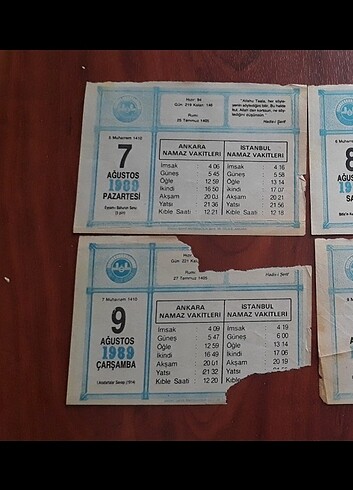 Hızır: 94
Gün: 219 Kalan: 146
Rumi:
25 Temmuz 1405
Hadis-i Şerif
5 Muharrem 1410
7
AĞUSTOS
1989
PAZARTESİ
ANKARA
NAMAZ VAKİTLERİ
İmsak : 4 06
Güneş : 5 45
Öğle : 12 59
İkindi : 16 50
Akşam : 20 03
Yatsı : 21 36
Kıble Saati : 12 21
İSTANBUL
NAMAZ VAKİTLERİ
İmsak : 4 16
Güneş : 5 58
Öğle : 13 14
İkindi : 17 07
Akşam : 20 21
Yatsı : 21 56
Kıble Saati : 12 18
Gün: 221 Kal
Rumi:
27 Temmuz 1405
Hadis-i Şerif
7 Muharrem 1410
9
AĞUSTOS
1989
ÇARŞAMBA
ANKARA
NAMAZ VAKİTLERİ
İmsak : 4 09
Güneş : 5 47
Öğle : 12 59
İkindi : 16 49
Akşam : 20 01
Yatsı : 21 32
Kıble Saati : 12 20
İSTANBUL
NAMAZ VAKİTLERİ
İmsak : 4 19
Güneş : 6 00
Öğle : 13 14
İkindi : 17 06
Akşam : 20 19
8